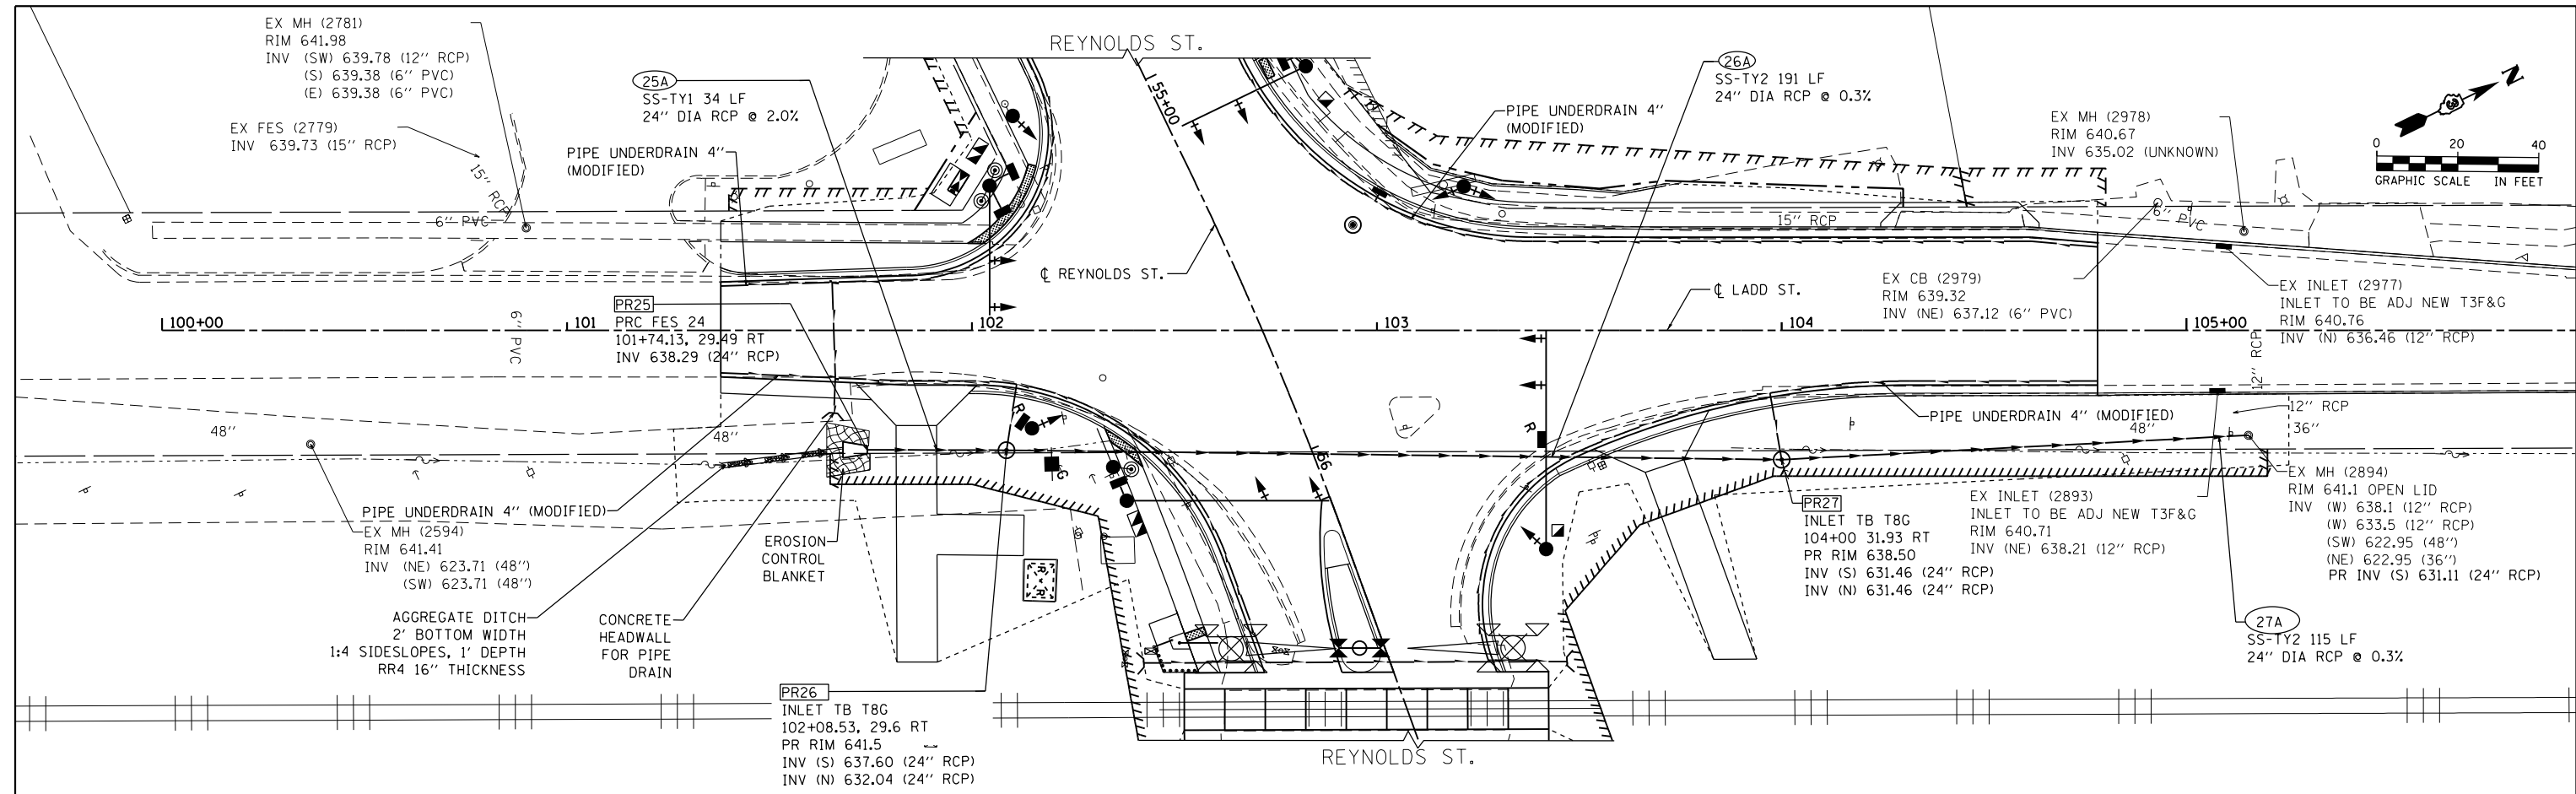 EX MH (2781)
RIM 641.98
INV (SW) 639.78 (12'' RCP)
(S) 639.38 (6'' PVC)
(E) 639.38 (6'' PVC)
EX FES (2779)
INV 639.73 (15'' RCP)
15'' RCP
6'' PVC
25A
SS-TY1 34 LF
24'' DIA RCP @ 2.0%
PIPE UNDERDRAIN 4''
(MODIFIED)
REYNOLDS ST.
55+00
PIPE UNDERDRAIN 4''
(MODIFIED)
26A
SS-TY2 191 LF
24'' DIA RCP @ 0.3%
EX MH (2978)
RIM 640.67
INV 635.02 (UNKNOWN)
N
0 20 40
GRAPHIC SCALE IN FEET
15'' RCP
6'' PVC
℄ REYNOLDS ST.
℄ LADD ST.
EX CB (2979)
RIM 639.32
INV (NE) 637.12 (6'' PVC)
EX INLET (2977)
INLET TO BE ADJ NEW T3F&G
RIM 640.76
INV (N) 636.46 (12'' RCP)
100+00
101
102
103
104
105+00
6'' PVC
12'' RCP
PR25
PRC FES 24
101+74.13, 29.49 RT
INV 638.29 (24'' RCP)
48''
48''
R
G
R
66
PIPE UNDERDRAIN 4'' (MODIFIED)
48''
12'' RCP
36''
PIPE UNDERDRAIN 4'' (MODIFIED)
EX MH (2594)
RIM 641.41
INV (NE) 623.71 (48'')
(SW) 623.71 (48'')
AGGREGATE DITCH
2' BOTTOM WIDTH
1:4 SIDESLOPES, 1' DEPTH
RR4 16'' THICKNESS
EROSION
CONTROL
BLANKET
CONCRETE
HEADWALL
FOR PIPE
DRAIN
PR26
INLET TB T8G
102+08.53, 29.6 RT
PR RIM 641.5
INV (S) 637.60 (24'' RCP)
INV (N) 632.04 (24'' RCP)
PR27
INLET TB T8G
104+00 31.93 RT
PR RIM 638.50
INV (S) 631.46 (24'' RCP)
INV (N) 631.46 (24'' RCP)
EX INLET (2893)
INLET TO BE ADJ NEW T3F&G
RIM 640.71
INV (NE) 638.21 (12'' RCP)
EX MH (2894)
RIM 641.1 OPEN LID
INV (W) 638.1 (12'' RCP)
(W) 633.5 (12'' RCP)
(SW) 622.95 (48'')
(NE) 622.95 (36'')
PR INV (S) 631.11 (24'' RCP)
27A
SS-TY2 115 LF
24'' DIA RCP @ 0.3%
REYNOLDS ST.